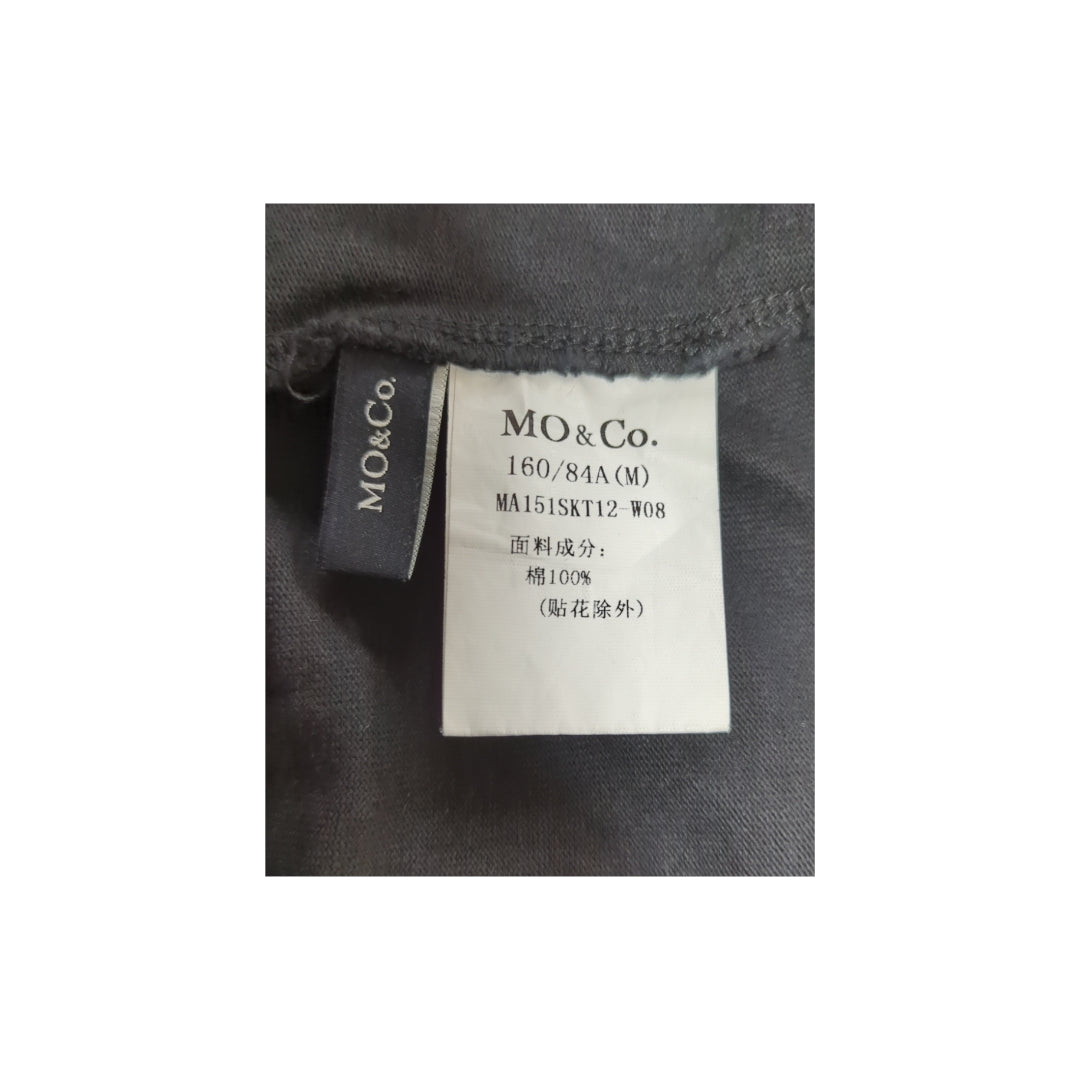 MO&Co.
MO&Co.
160/84A(M)
MA151SKT12-W08
面料成分:
棉100%
(贴花除外)